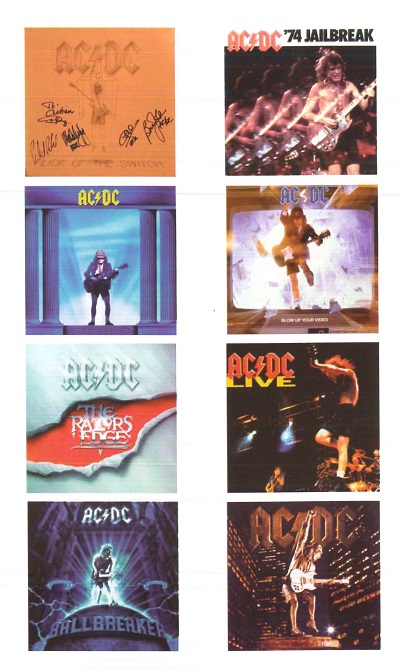 AC⚡DC
FLICK OF THE SWITCH
AC⚡DC '74 JAILBREAK
AC⚡DC
AC⚡DC
BLOW UP YOUR VIDEO
AC⚡DC
THE
RAZORS
EDGE
AC⚡DC
LIVE
AC⚡DC
BALLBREAKER
AC⚡DC